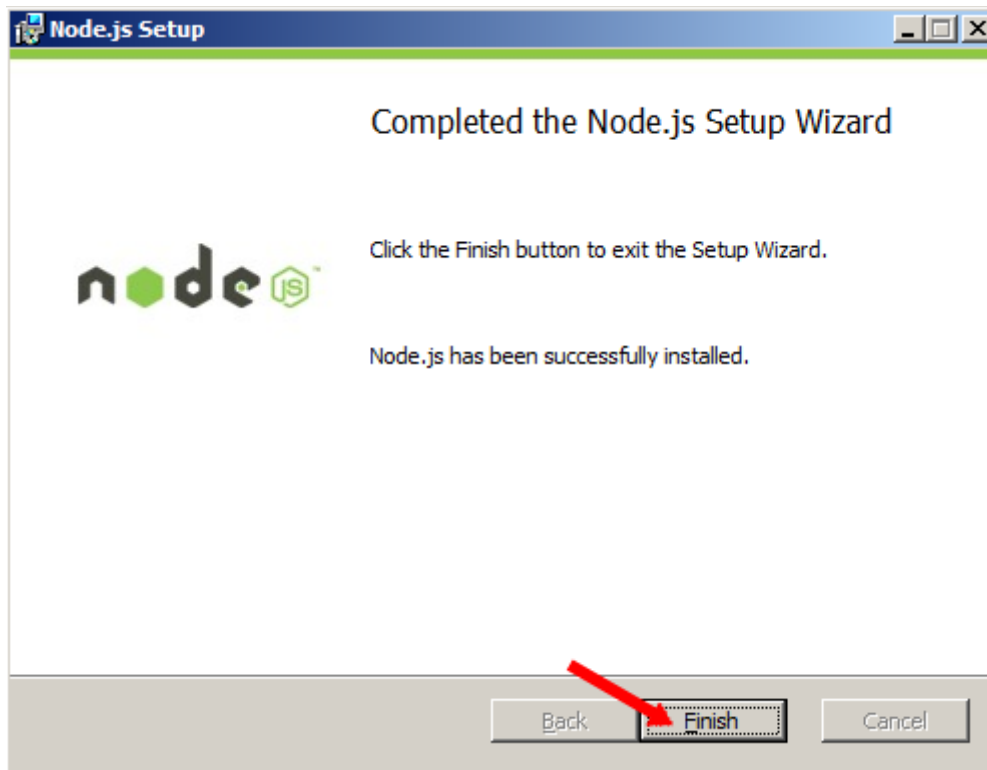 Node.js Setup
Completed the Node.js Setup Wizard
Click the Finish button to exit the Setup Wizard.
node JS™
Node.js has been successfully installed.
Back Finish Cancel